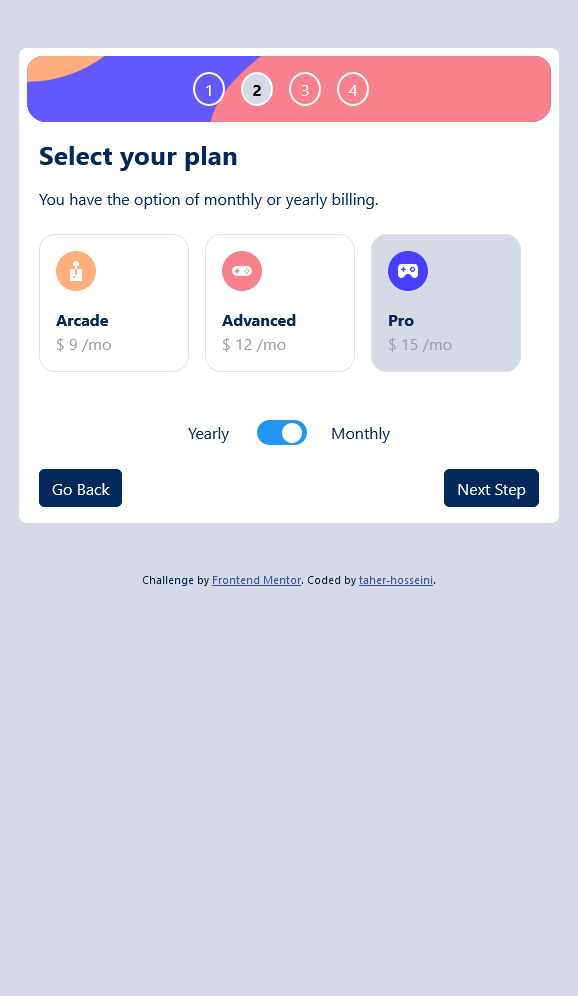 1 2 3 4
Select your plan
You have the option of monthly or yearly billing.
Arcade Advanced Pro
$ 9 /mo $ 12 /mo $ 15 /mo
Yearly Monthly
Go Back Next Step
Challenge by Frontend Mentor. Coded by taher-hosseini.